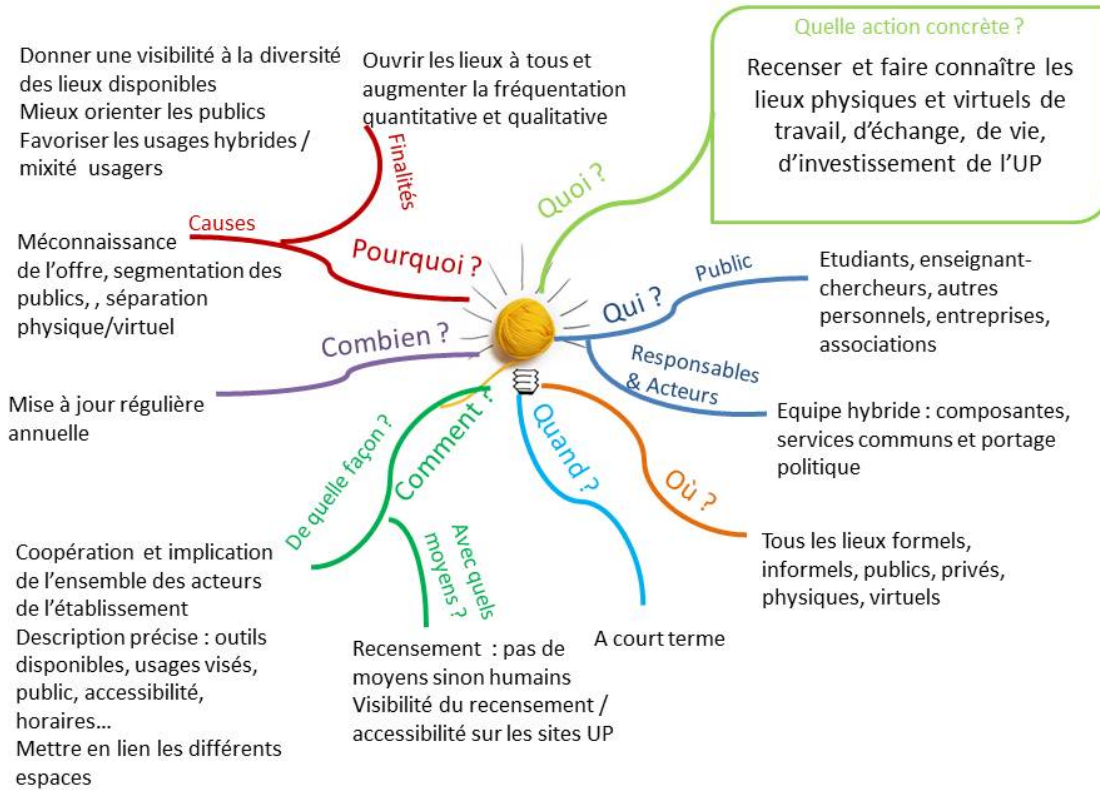 Quelle action concrète ?
Recenser et faire connaître les
lieux physiques et virtuels de
travail, d'échange, de vie,
d'investissement de l'UP
Quoi ?
Donner une visibilité à la diversité
des lieux disponibles
Mieux orienter les publics
Favoriser les usages hybrides /
mixité usagers
Ouvrir les lieux à tous et
augmenter la fréquentation
quantitative et qualitative
Finalités
Causes
Pourquoi ?
Méconnaissance
de l'offre, segmentation des
publics, , séparation
physique/virtuel
Combien ?
Mise à jour régulière
annuelle
Qui ?
Public
Etudiants, enseignant-
chercheurs, autres
personnels, entreprises,
associations
Responsables
& Acteurs
Equipe hybride : composantes,
services communs et portage
politique
Où ?
Tous les lieux formels,
informels, publics, privés,
physiques, virtuels
Quand ?
A court terme
Comment ?
De quelle façon ?
Coopération et implication
de l'ensemble des acteurs
de l'établissement
Description précise : outils
disponibles, usages visés,
public, accessibilité,
horaires...
Mettre en lien les différents
espaces
Avec quels
moyens ?
Recensement : pas de
moyens sinon humains
Visibilité du recensement /
accessibilité sur les sites UP